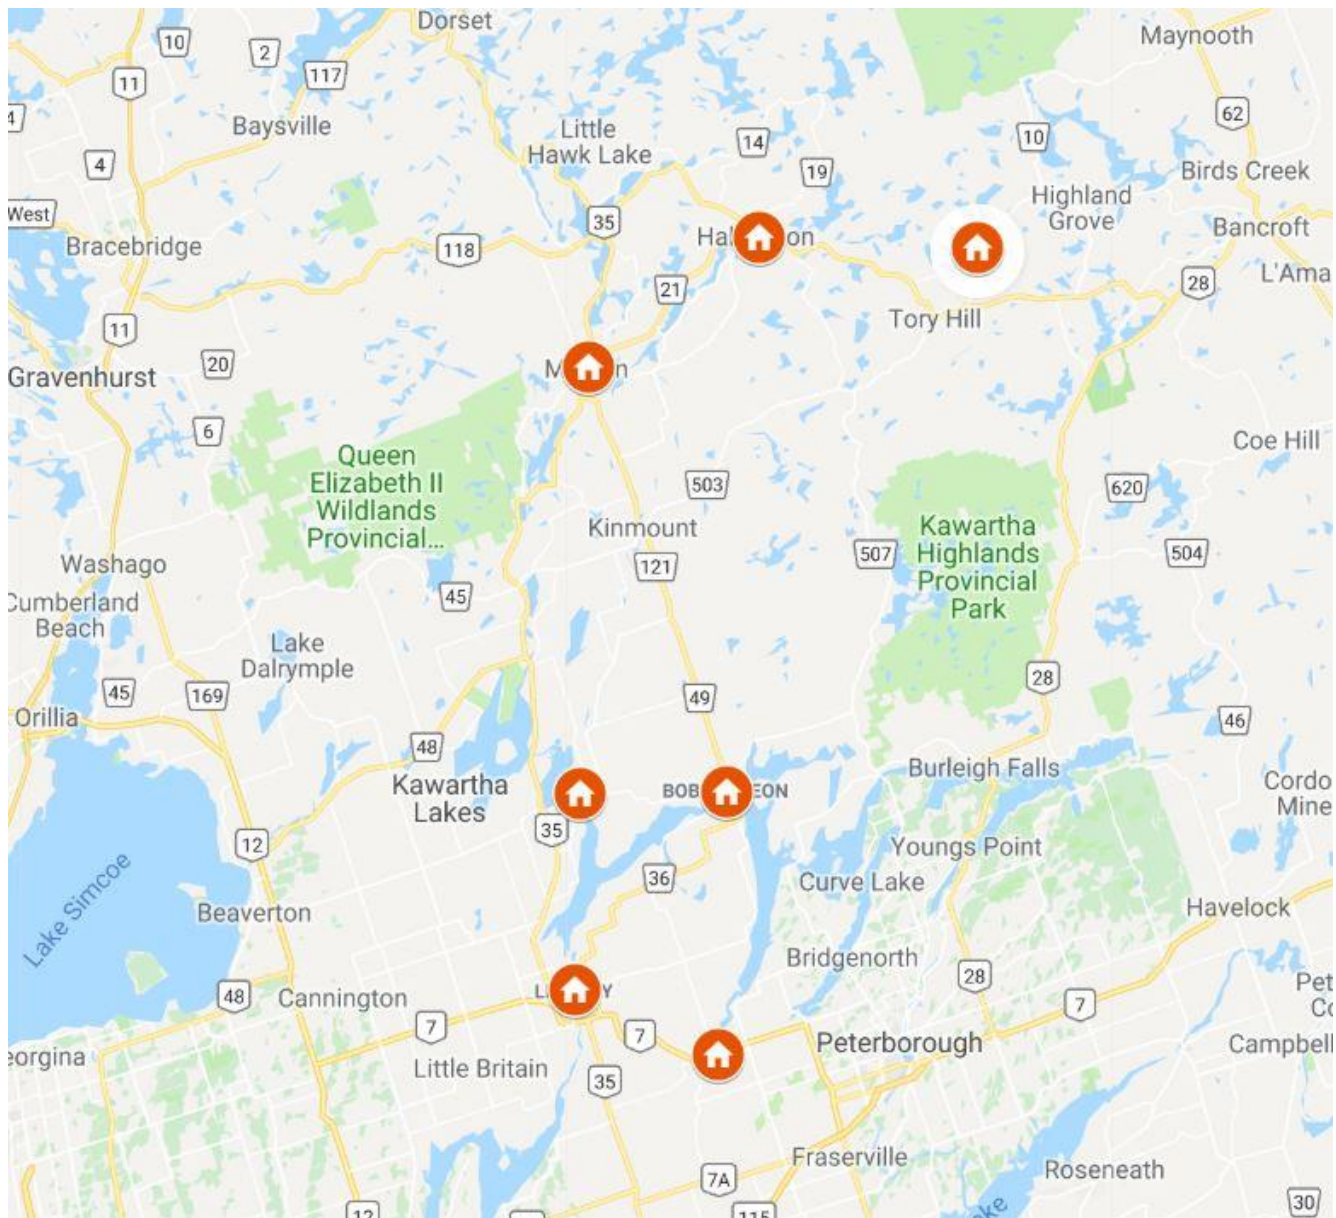 Dorset
Maynooth
10
2
117
11
Baysville
Little
Hawk Lake
14
10
62
4
4
19
Birds Creek
West
Highland
Grove
35
Bracebridge
118
Bancroft
28
L'Ama
21
11
Tory Hill
20
Gravenhurst
6
Coe Hill
Queen
Elizabeth II
Wildlands
Provincial...
503
620
Kinmount
Kawartha
Highlands
Provincial
Park
Washago
121
507
504
Cumberland
Beach
45
Lake
Dalrymple
45
169
49
28
Orillia
46
48
Burleigh Falls
Kawartha
Lakes
Cordo
Mine
35
12
Youngs Point
Lake Simcoe
36
Curve Lake
Beaverton
Havelock
Bridgenorth
48
Cannington
28
7
Pet
Co
7
7
eorgina
Peterborough
Campbell
Little Britain
35
Fraserville
Roseneath
7A
12
115
30